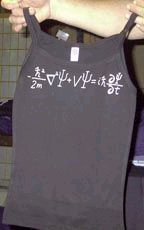 -ℏ²/2m ∇²Ψ + VΨ = iℏ ∂Ψ/∂t